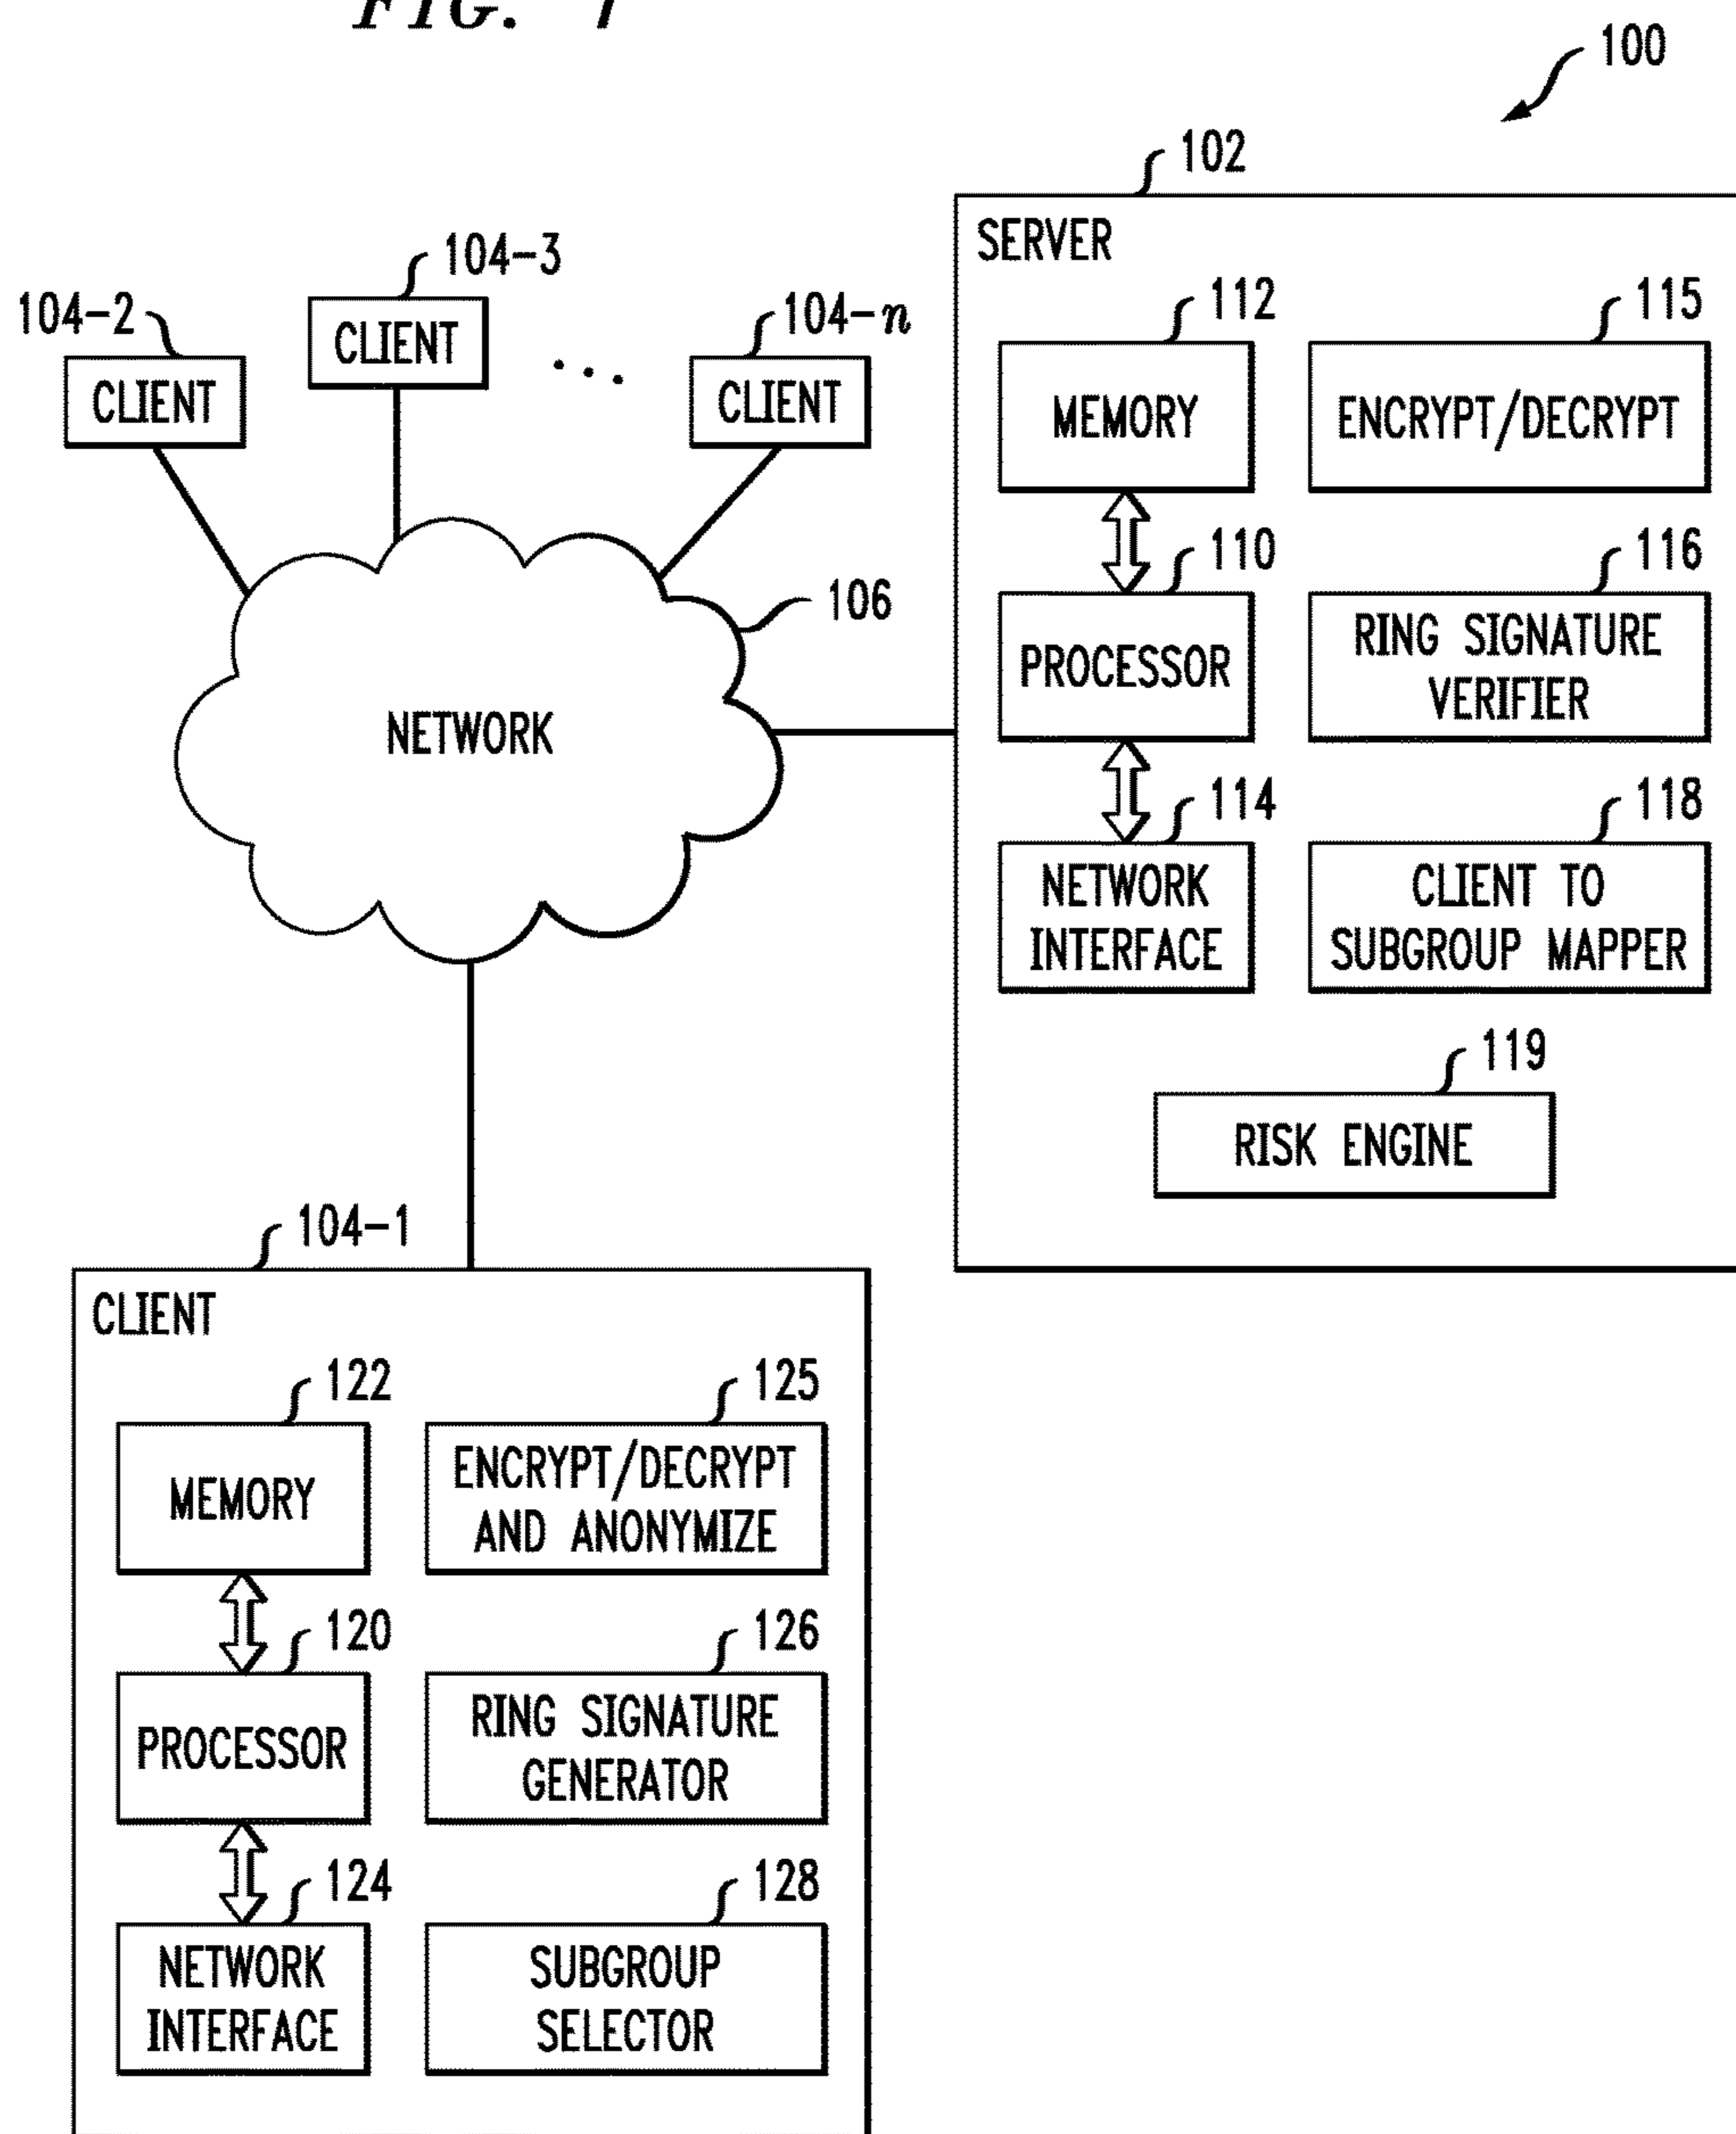 FIG. 1
100
102
SERVER
104-3
104-2
104-n
CLIENT
CLIENT
...
CLIENT
112
115
MEMORY
ENCRYPT/DECRYPT
110
116
106
PROCESSOR
RING SIGNATURE
VERIFIER
NETWORK
114
118
NETWORK
INTERFACE
CLIENT TO
SUBGROUP MAPPER
119
RISK ENGINE
104-1
CLIENT
122
125
MEMORY
ENCRYPT/DECRYPT
AND ANONYMIZE
120
126
PROCESSOR
RING SIGNATURE
GENERATOR
124
128
NETWORK
INTERFACE
SUBGROUP
SELECTOR